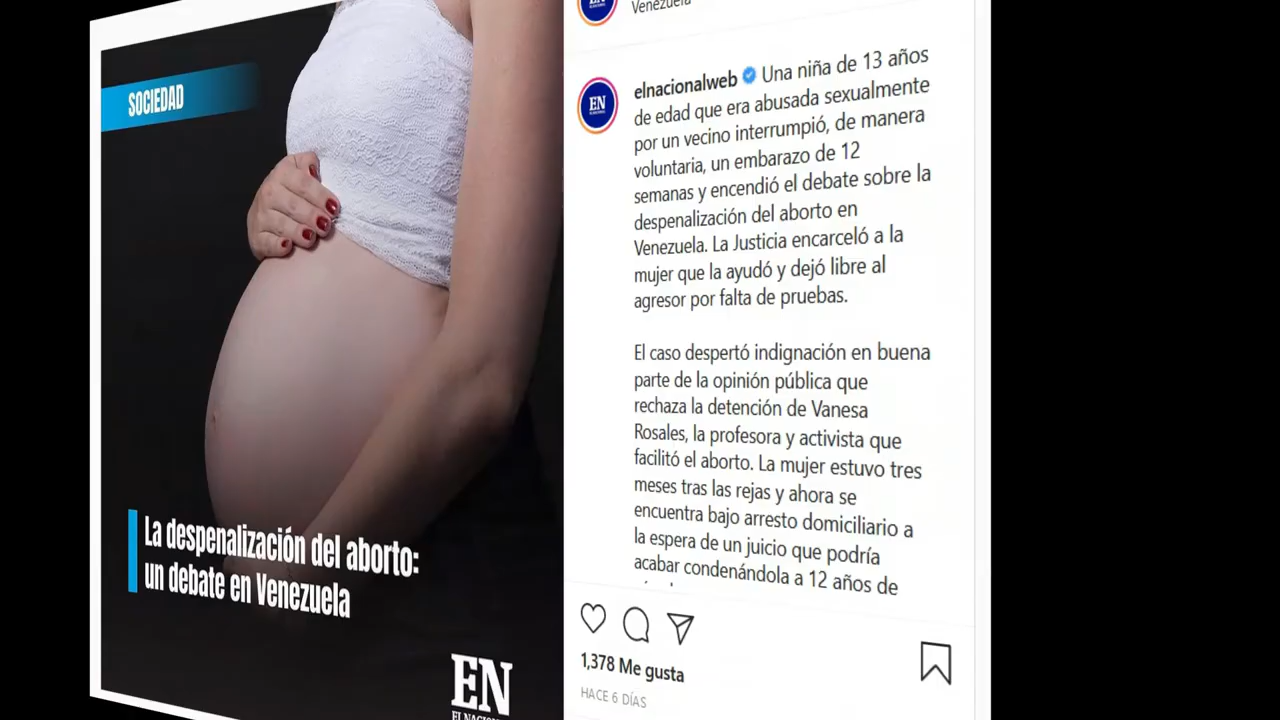 SOCIEDAD
La despenalización del aborto:
un debate en Venezuela
EN
Venezuela
EN
elnacionalweb Una niña de 13 años
de edad que era abusada sexualmente
por un vecino interrumpió, de manera
voluntaria, un embarazo de 12
semanas y encendió el debate sobre la
despenalización del aborto en
Venezuela. La Justicia encarceló a la
mujer que la ayudó y dejó libre al
agresor por falta de pruebas.
El caso despertó indignación en buena
parte de la opinión pública que
rechaza la detención de Vanesa
Rosales, la profesora y activista que
facilitó el aborto. La mujer estuvo tres
meses tras las rejas y ahora se
encuentra bajo arresto domiciliario a
la espera de un juicio que podría
acabar condenándola a 12 años de
1,378 Me gusta
HACE 6 DÍAS